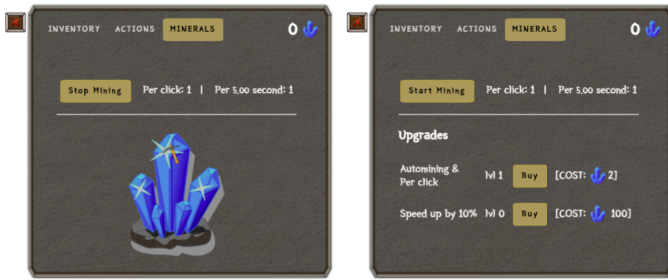 INVENTORY ACTIONS MINERALS 0
Stop Mining Per click: 1 | Per 5,00 second: 1
INVENTORY ACTIONS MINERALS 0
Start Mining Per click: 1 | Per 5,00 second: 1
Upgrades
Automining &
Per click lvl 1 Buy [COST: 2]
Speed up by 10% lvl 0 Buy [COST: 100]